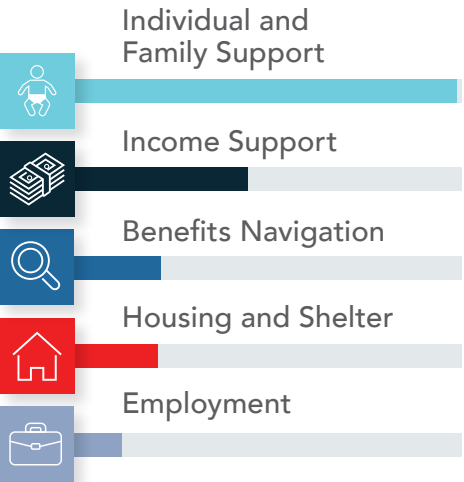 Individual and
Family Support
Income Support
Benefits Navigation
Housing and Shelter
Employment